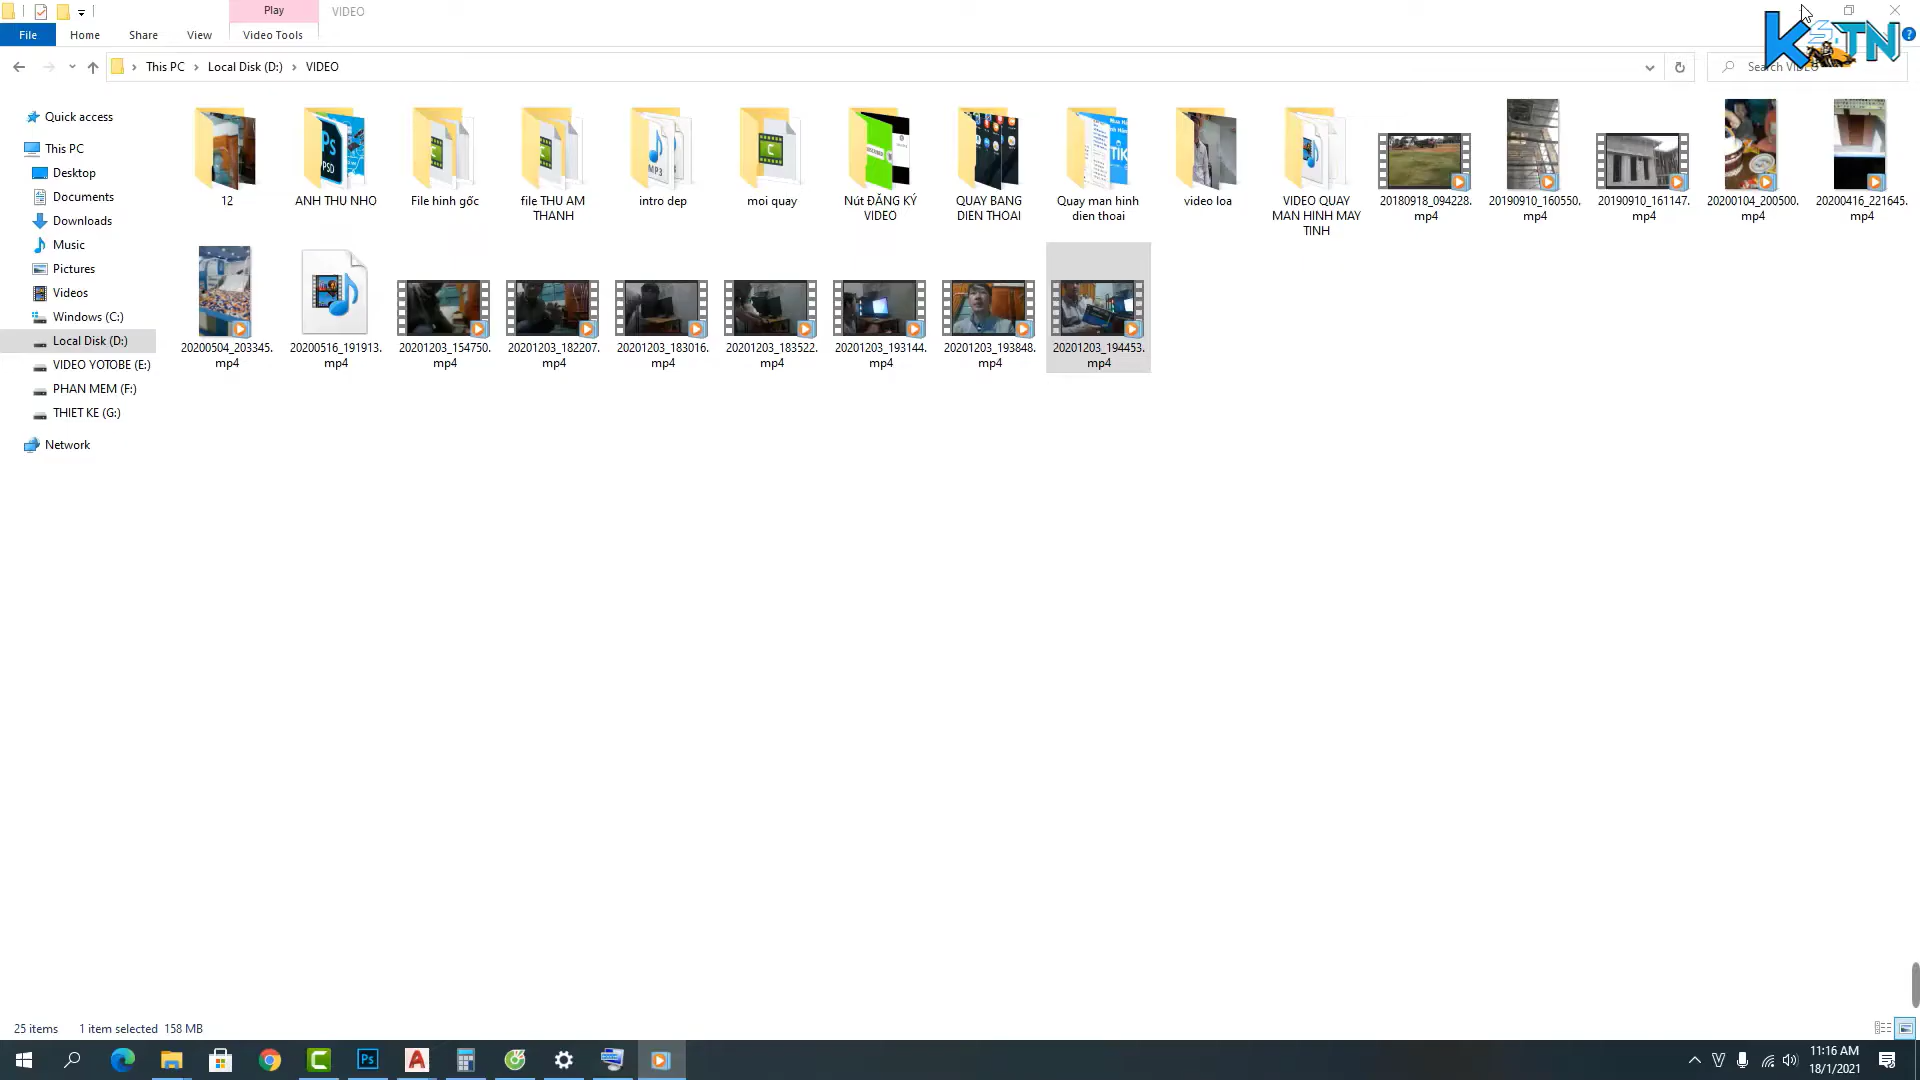 Play
VIDEO
File
Home
Share
View
Video Tools
This PC
Local Disk (D:)
VIDEO
Search VIDEO
KTN
Quick access
This PC
Desktop
Documents
Downloads
Music
Pictures
Videos
Windows (C:)
Local Disk (D:)
VIDEO YOTOBE (E:)
PHAN MEM (F:)
THIET KE (G:)
Network
12
ANH THU NHO
File hinh gốc
file THU AM
THANH
intro dep
moi quay
Nút ĐĂNG KÝ
VIDEO
QUAY BANG
DIEN THOAI
Quay man hinh
dien thoai
video loa
VIDEO QUAY
MAN HINH MAY
TINH
20180918_094228.
mp4
20190910_160550.
mp4
20190910_161147.
mp4
20200104_200500.
mp4
20200416_221645.
mp4
20200504_203345.
mp4
20200516_191913.
mp4
20201203_154750.
mp4
20201203_182207.
mp4
20201203_183016.
mp4
20201203_183522.
mp4
20201203_193144.
mp4
20201203_193848.
mp4
20201203_194453.
mp4
25 items
1 item selected 158 MB
11:16 AM
18/1/2021